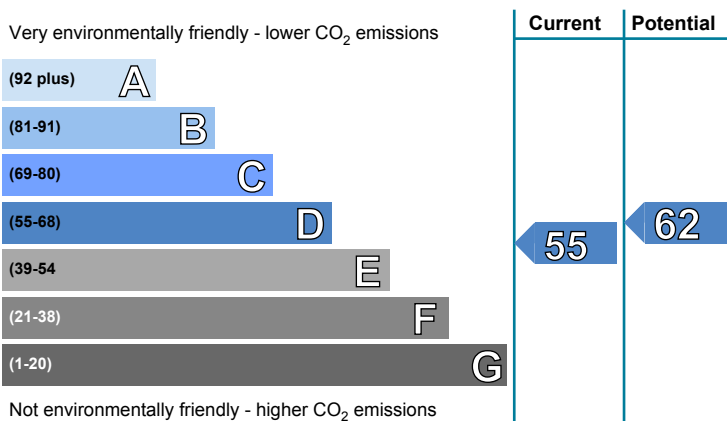 Very environmentally friendly - lower CO2 emissions
Current
Potential
(92 plus) A
(81-91) B
(69-80) C
(55-68) D
(39-54 E
(21-38) F
(1-20) G
55
62
Not environmentally friendly - higher CO2 emissions